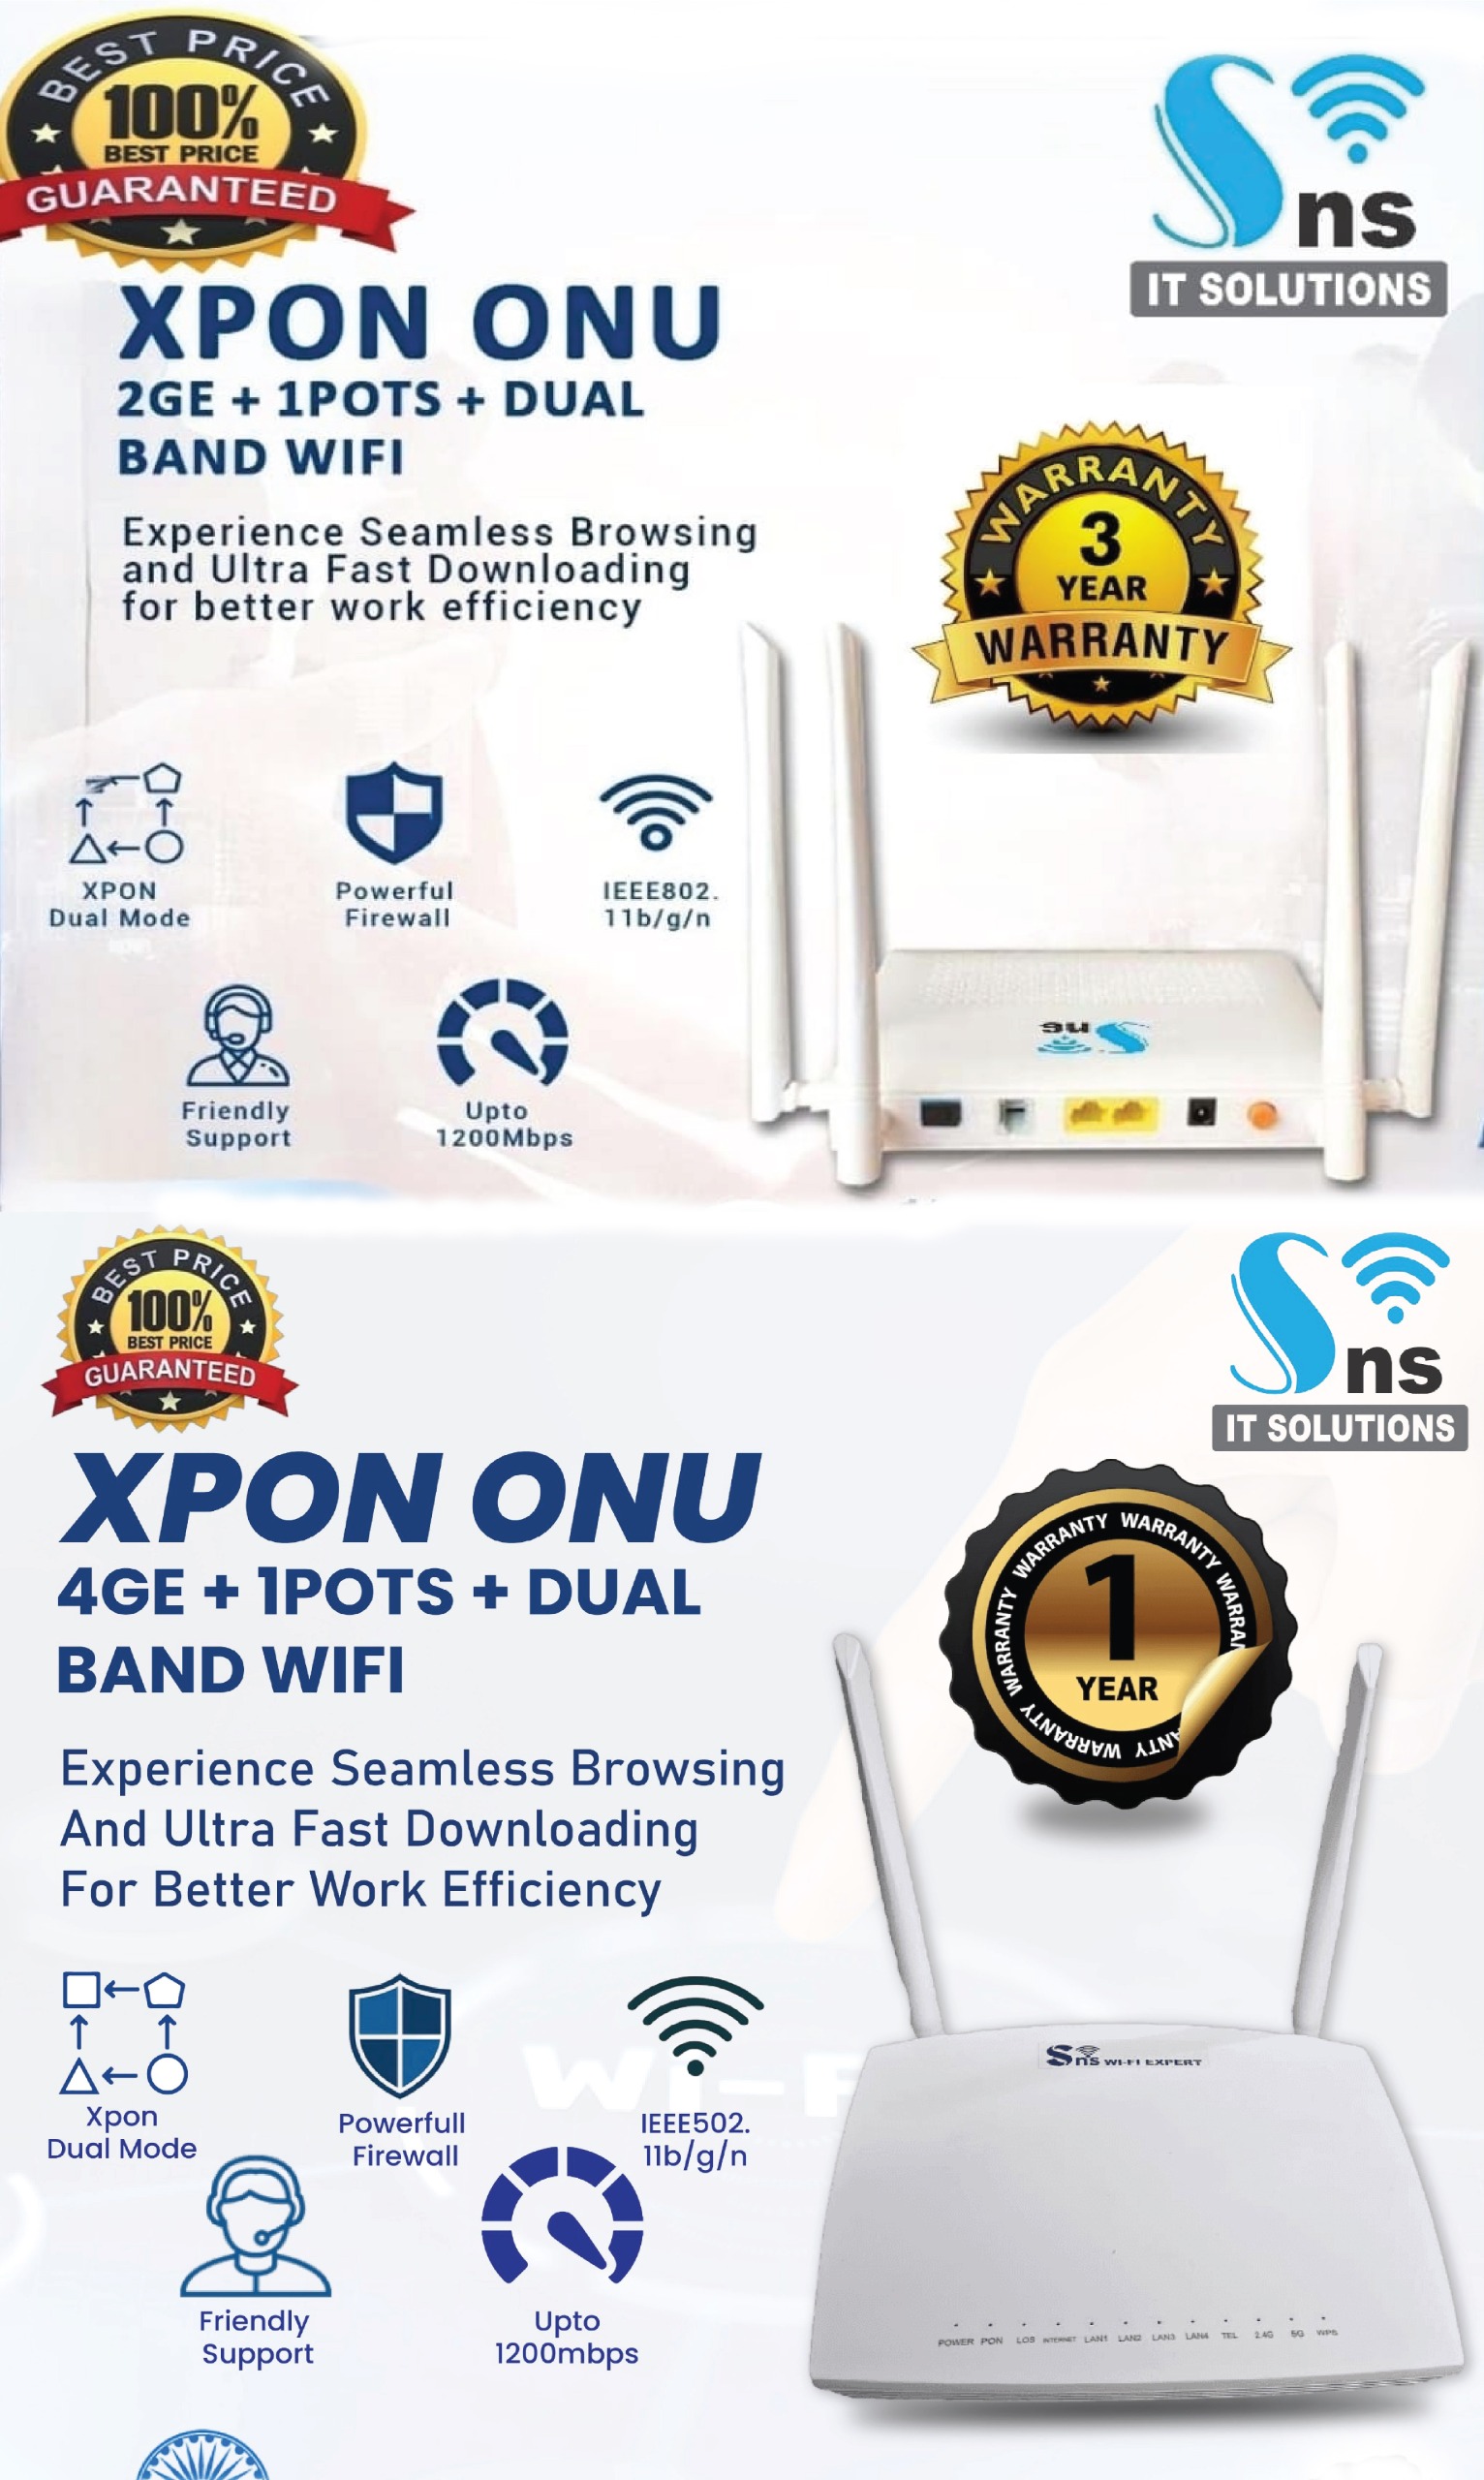 BEST PRICE
100%
BEST PRICE
GUARANTEED
Sns
IT SOLUTIONS
XPON ONU
2GE + 1POTS + DUAL
BAND WIFI
Experience Seamless Browsing
and Ultra Fast Downloading
for better work efficiency
WARRANTY
3
YEAR
WARRANTY
XPON
Dual Mode
Powerful
Firewall
IEEE802.
11b/g/n
Friendly
Support
Upto
1200Mbps
BEST PRICE
100%
BEST PRICE
GUARANTEED
Sns
IT SOLUTIONS
XPON ONU
4GE + 1POTS + DUAL
BAND WIFI
WARRANTY WARRANTY WARRANTY WARRAN
1
YEAR
NTY WARRANTY
Experience Seamless Browsing
And Ultra Fast Downloading
For Better Work Efficiency
Xpon
Dual Mode
Powerfull
Firewall
IEEE502.
11b/g/n
Friendly
Support
Upto
1200mbps
Sns WI-FI EXPERT
POWER PON LOS INTERNET LAN1 LAN2 LAN3 LAN4 TEL 2.4G 5G WPS